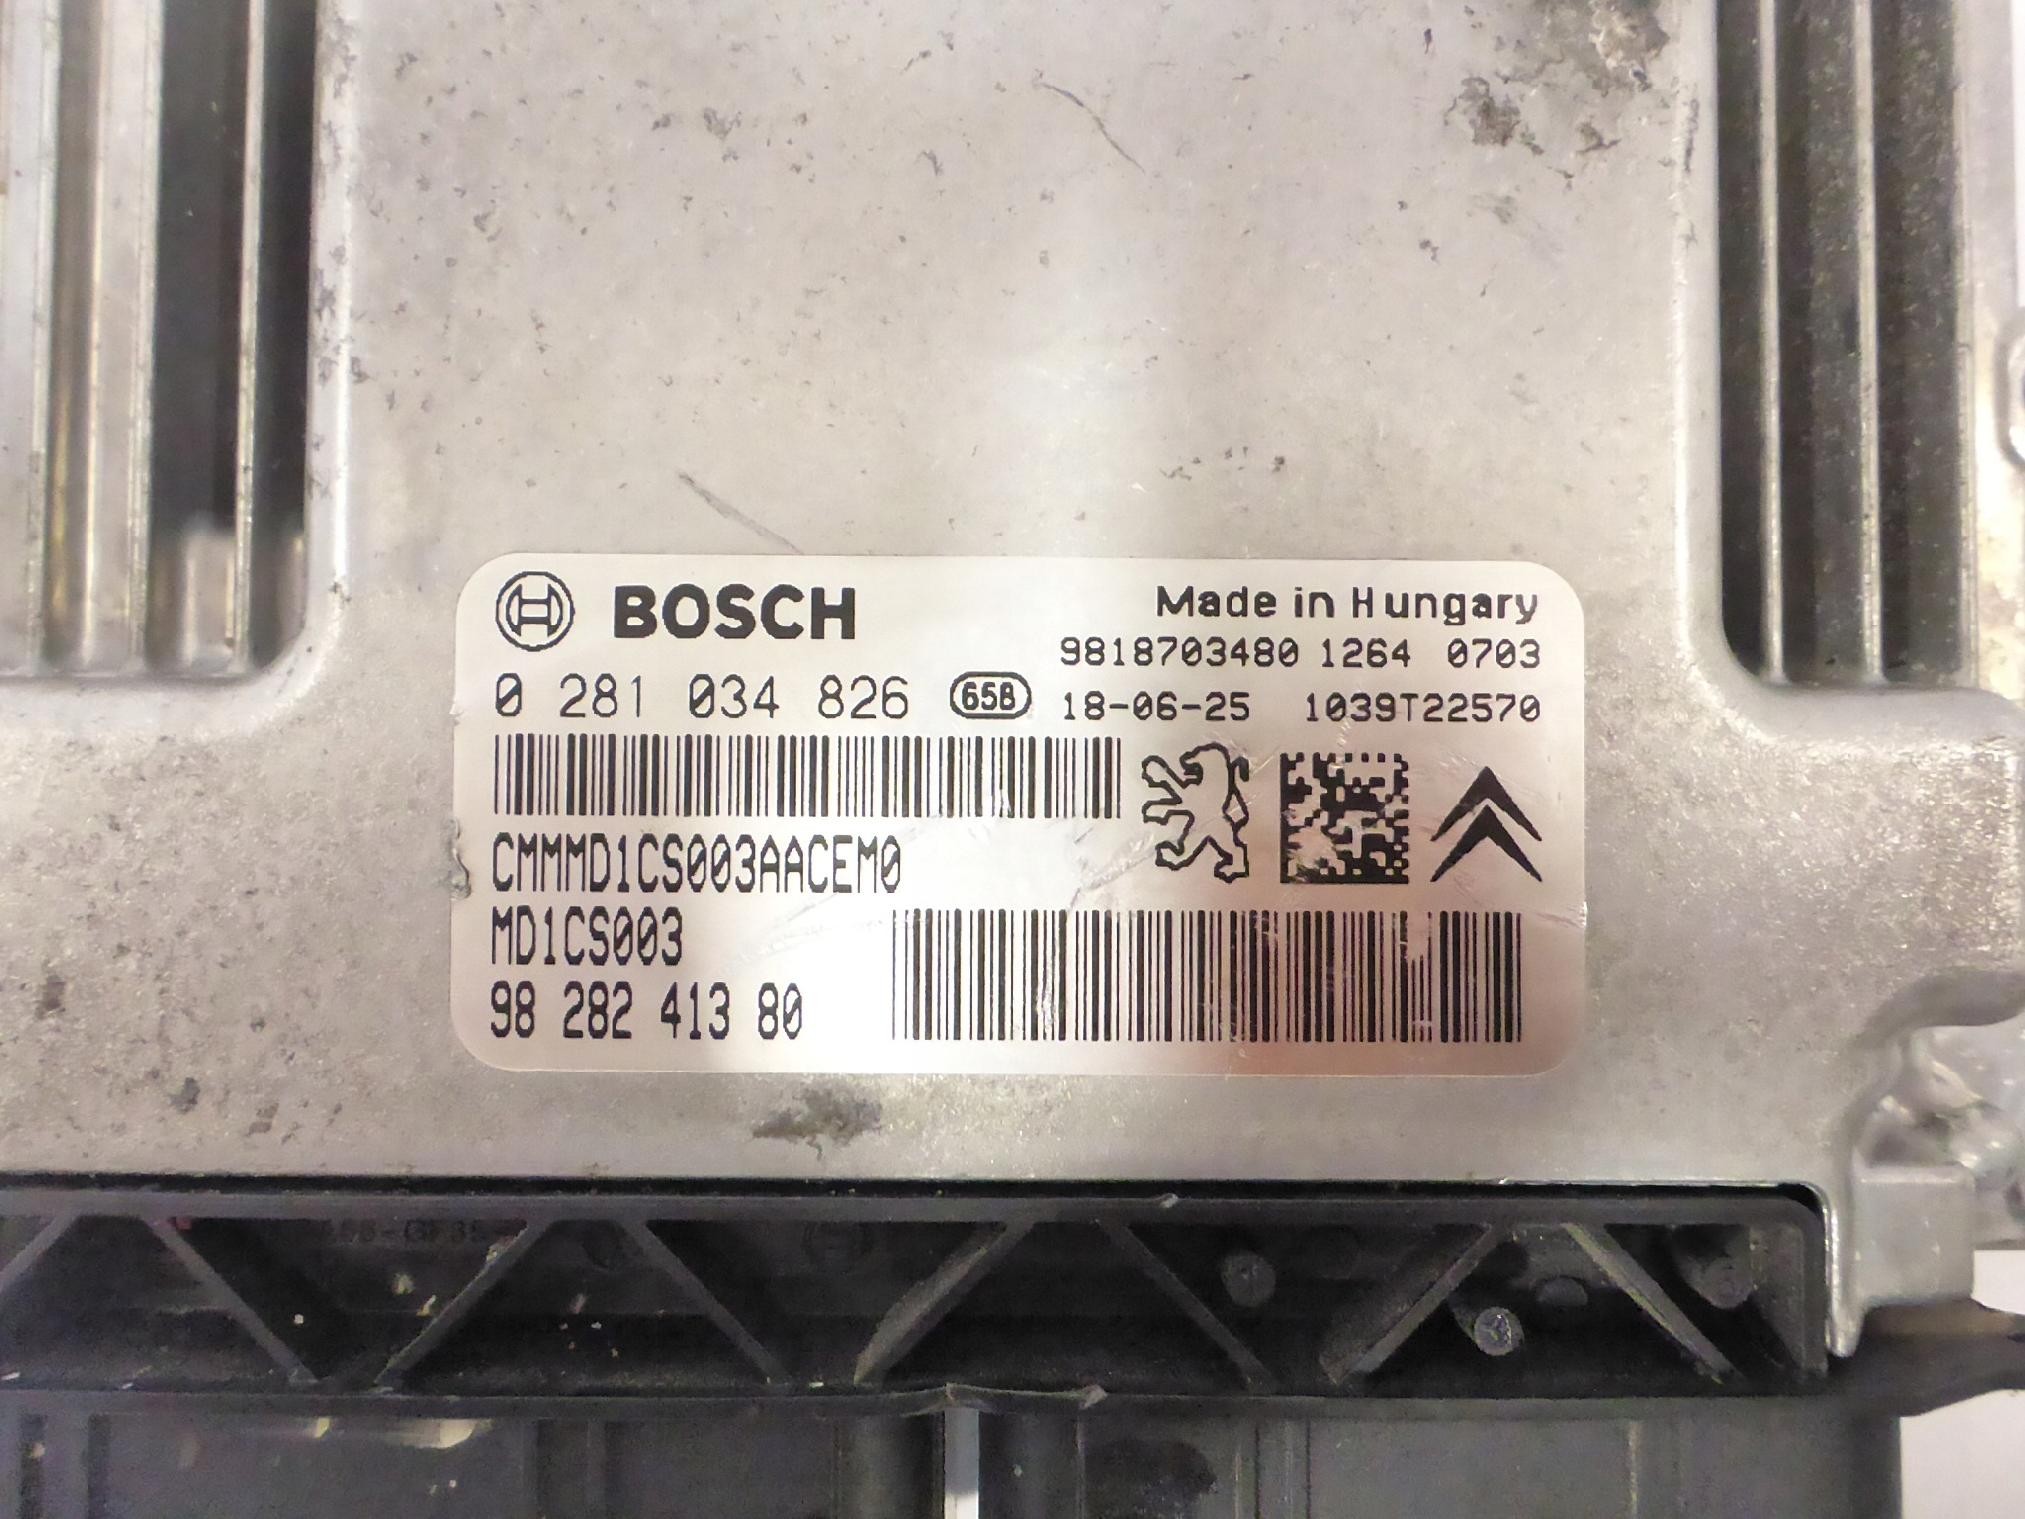 BOSCH
Made in Hungary
9818703480 1264 0703
0 281 034 826 65B 18-06-25 1039T22570
CMMMD1CS003AACEM0
MD1CS003
98 282 413 80